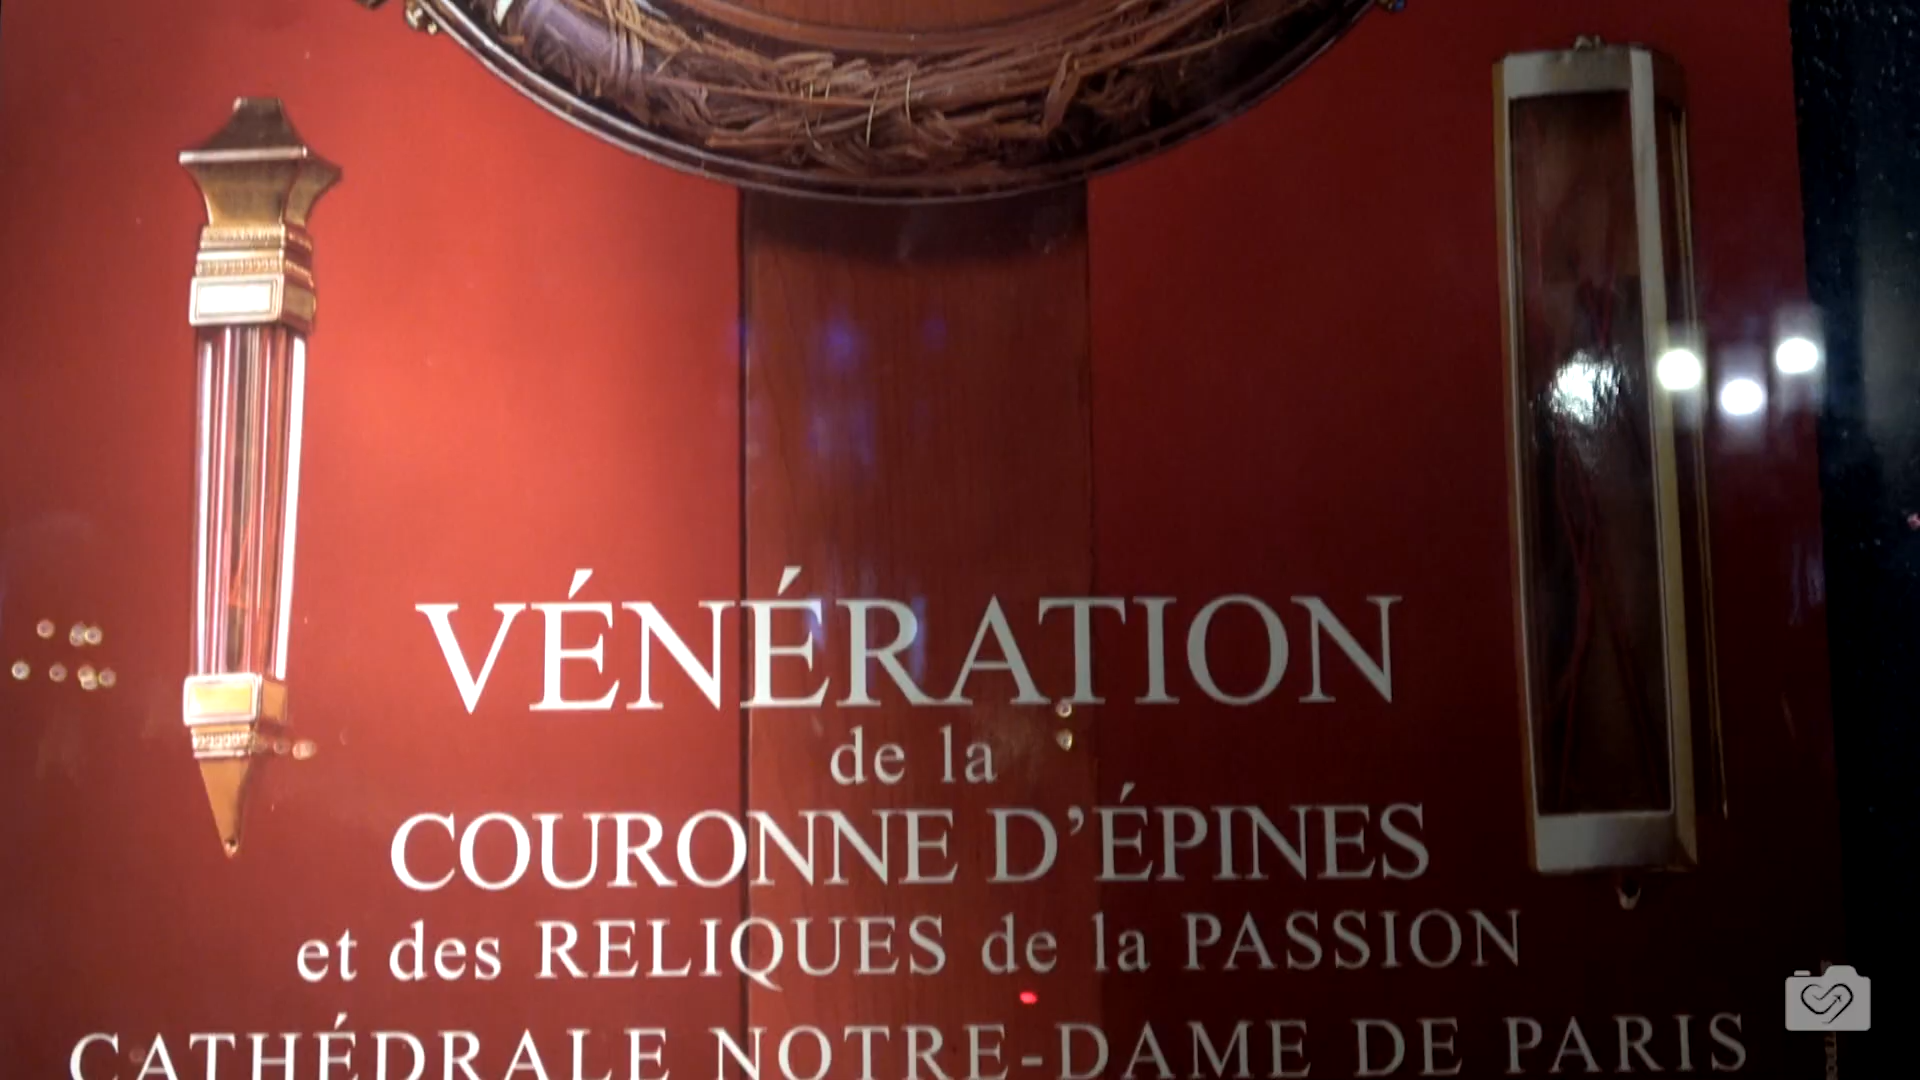 VÉNÉRATION
de la
COURONNE D'ÉPINES
et des RELIQUES de la PASSION
CATHÉDRALE NOTRE-DAME DE PARIS